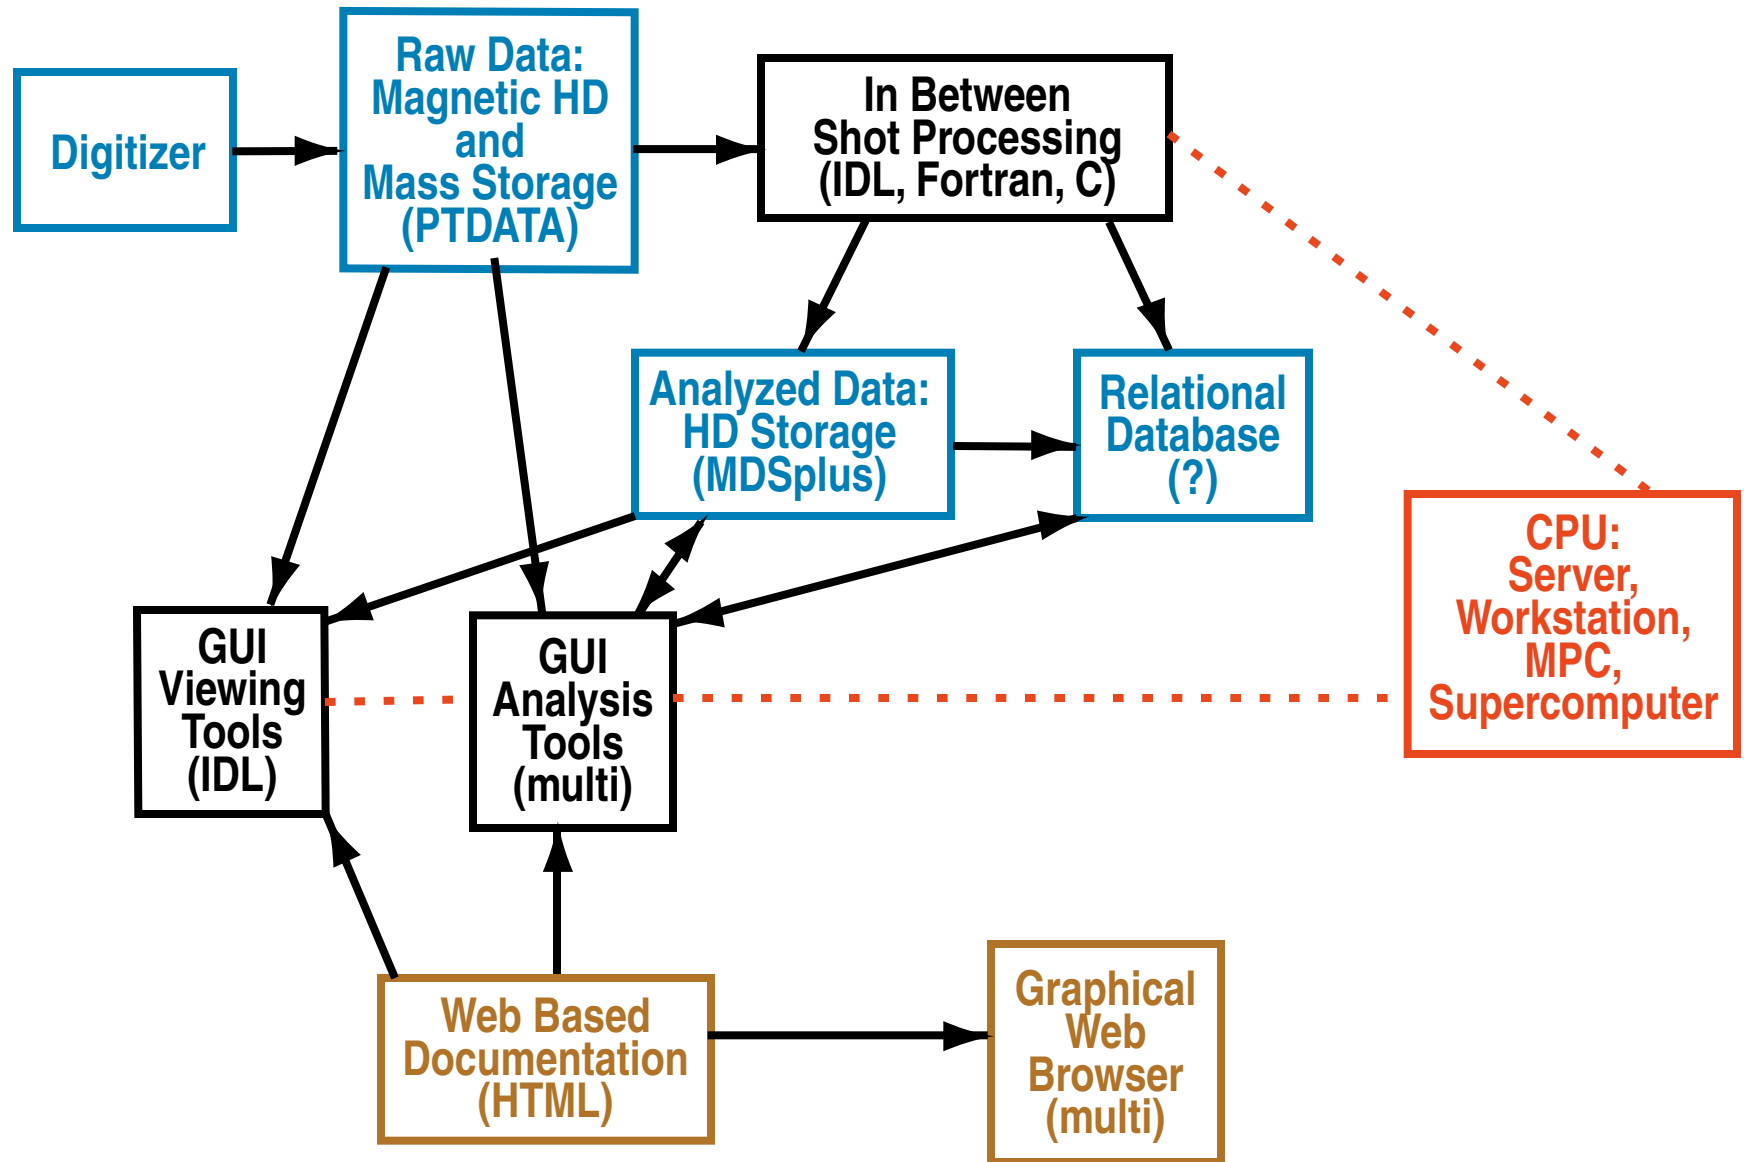 Digitizer
Raw Data:
Magnetic HD
and
Mass Storage
(PTDATA)
In Between
Shot Processing
(IDL, Fortran, C)
Analyzed Data:
HD Storage
(MDSplus)
Relational
Database
(?)
CPU:
Server,
Workstation,
MPC,
Supercomputer
GUI
Viewing
Tools
(IDL)
GUI
Analysis
Tools
(multi)
Web Based
Documentation
(HTML)
Graphical
Web
Browser
(multi)